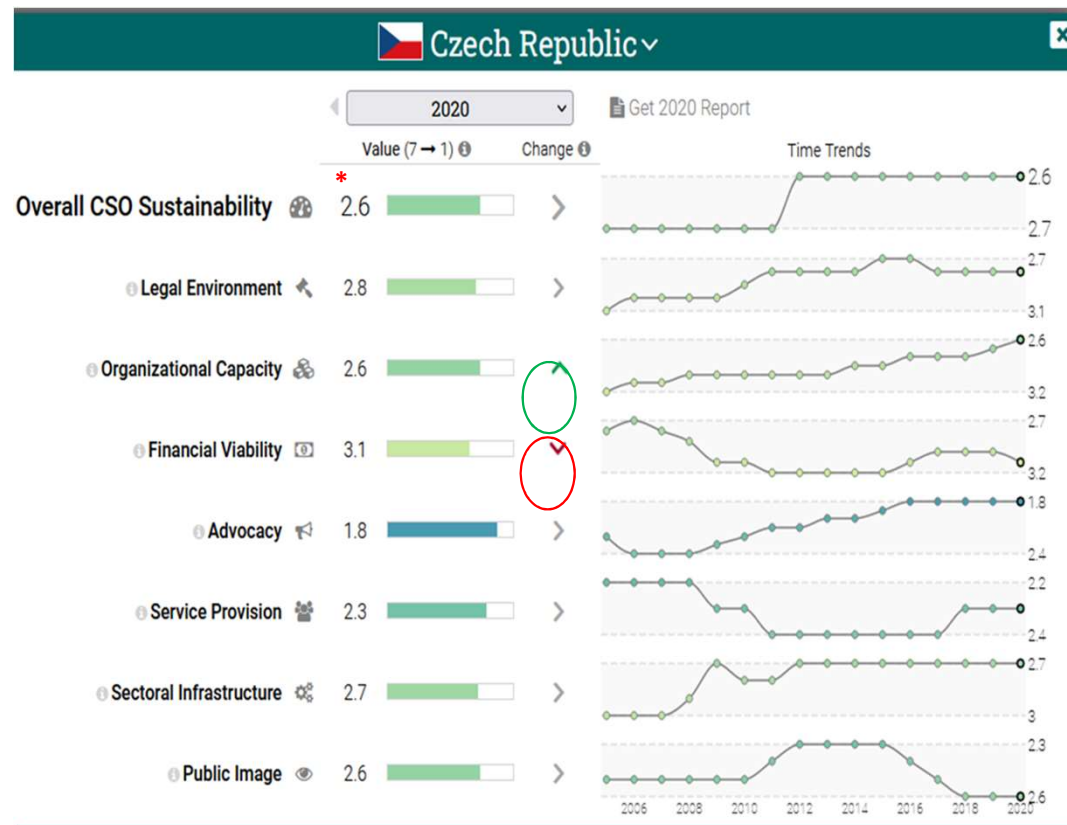 Czech Republic
2020
Get 2020 Report
Value (7 → 1) Change Time Trends
*
Overall CSO Sustainability 2.6 2.6
2.7
Legal Environment 2.8 2.7
3.1
Organizational Capacity 2.6 2.6
3.2
Financial Viability 3.1 2.7
3.2
Advocacy 1.8 1.8
2.4
Service Provision 2.3 2.2
2.4
Sectoral Infrastructure 2.7 2.7
3
Public Image 2.6 2.3
2.6
2006 2008 2010 2012 2014 2016 2018 2020